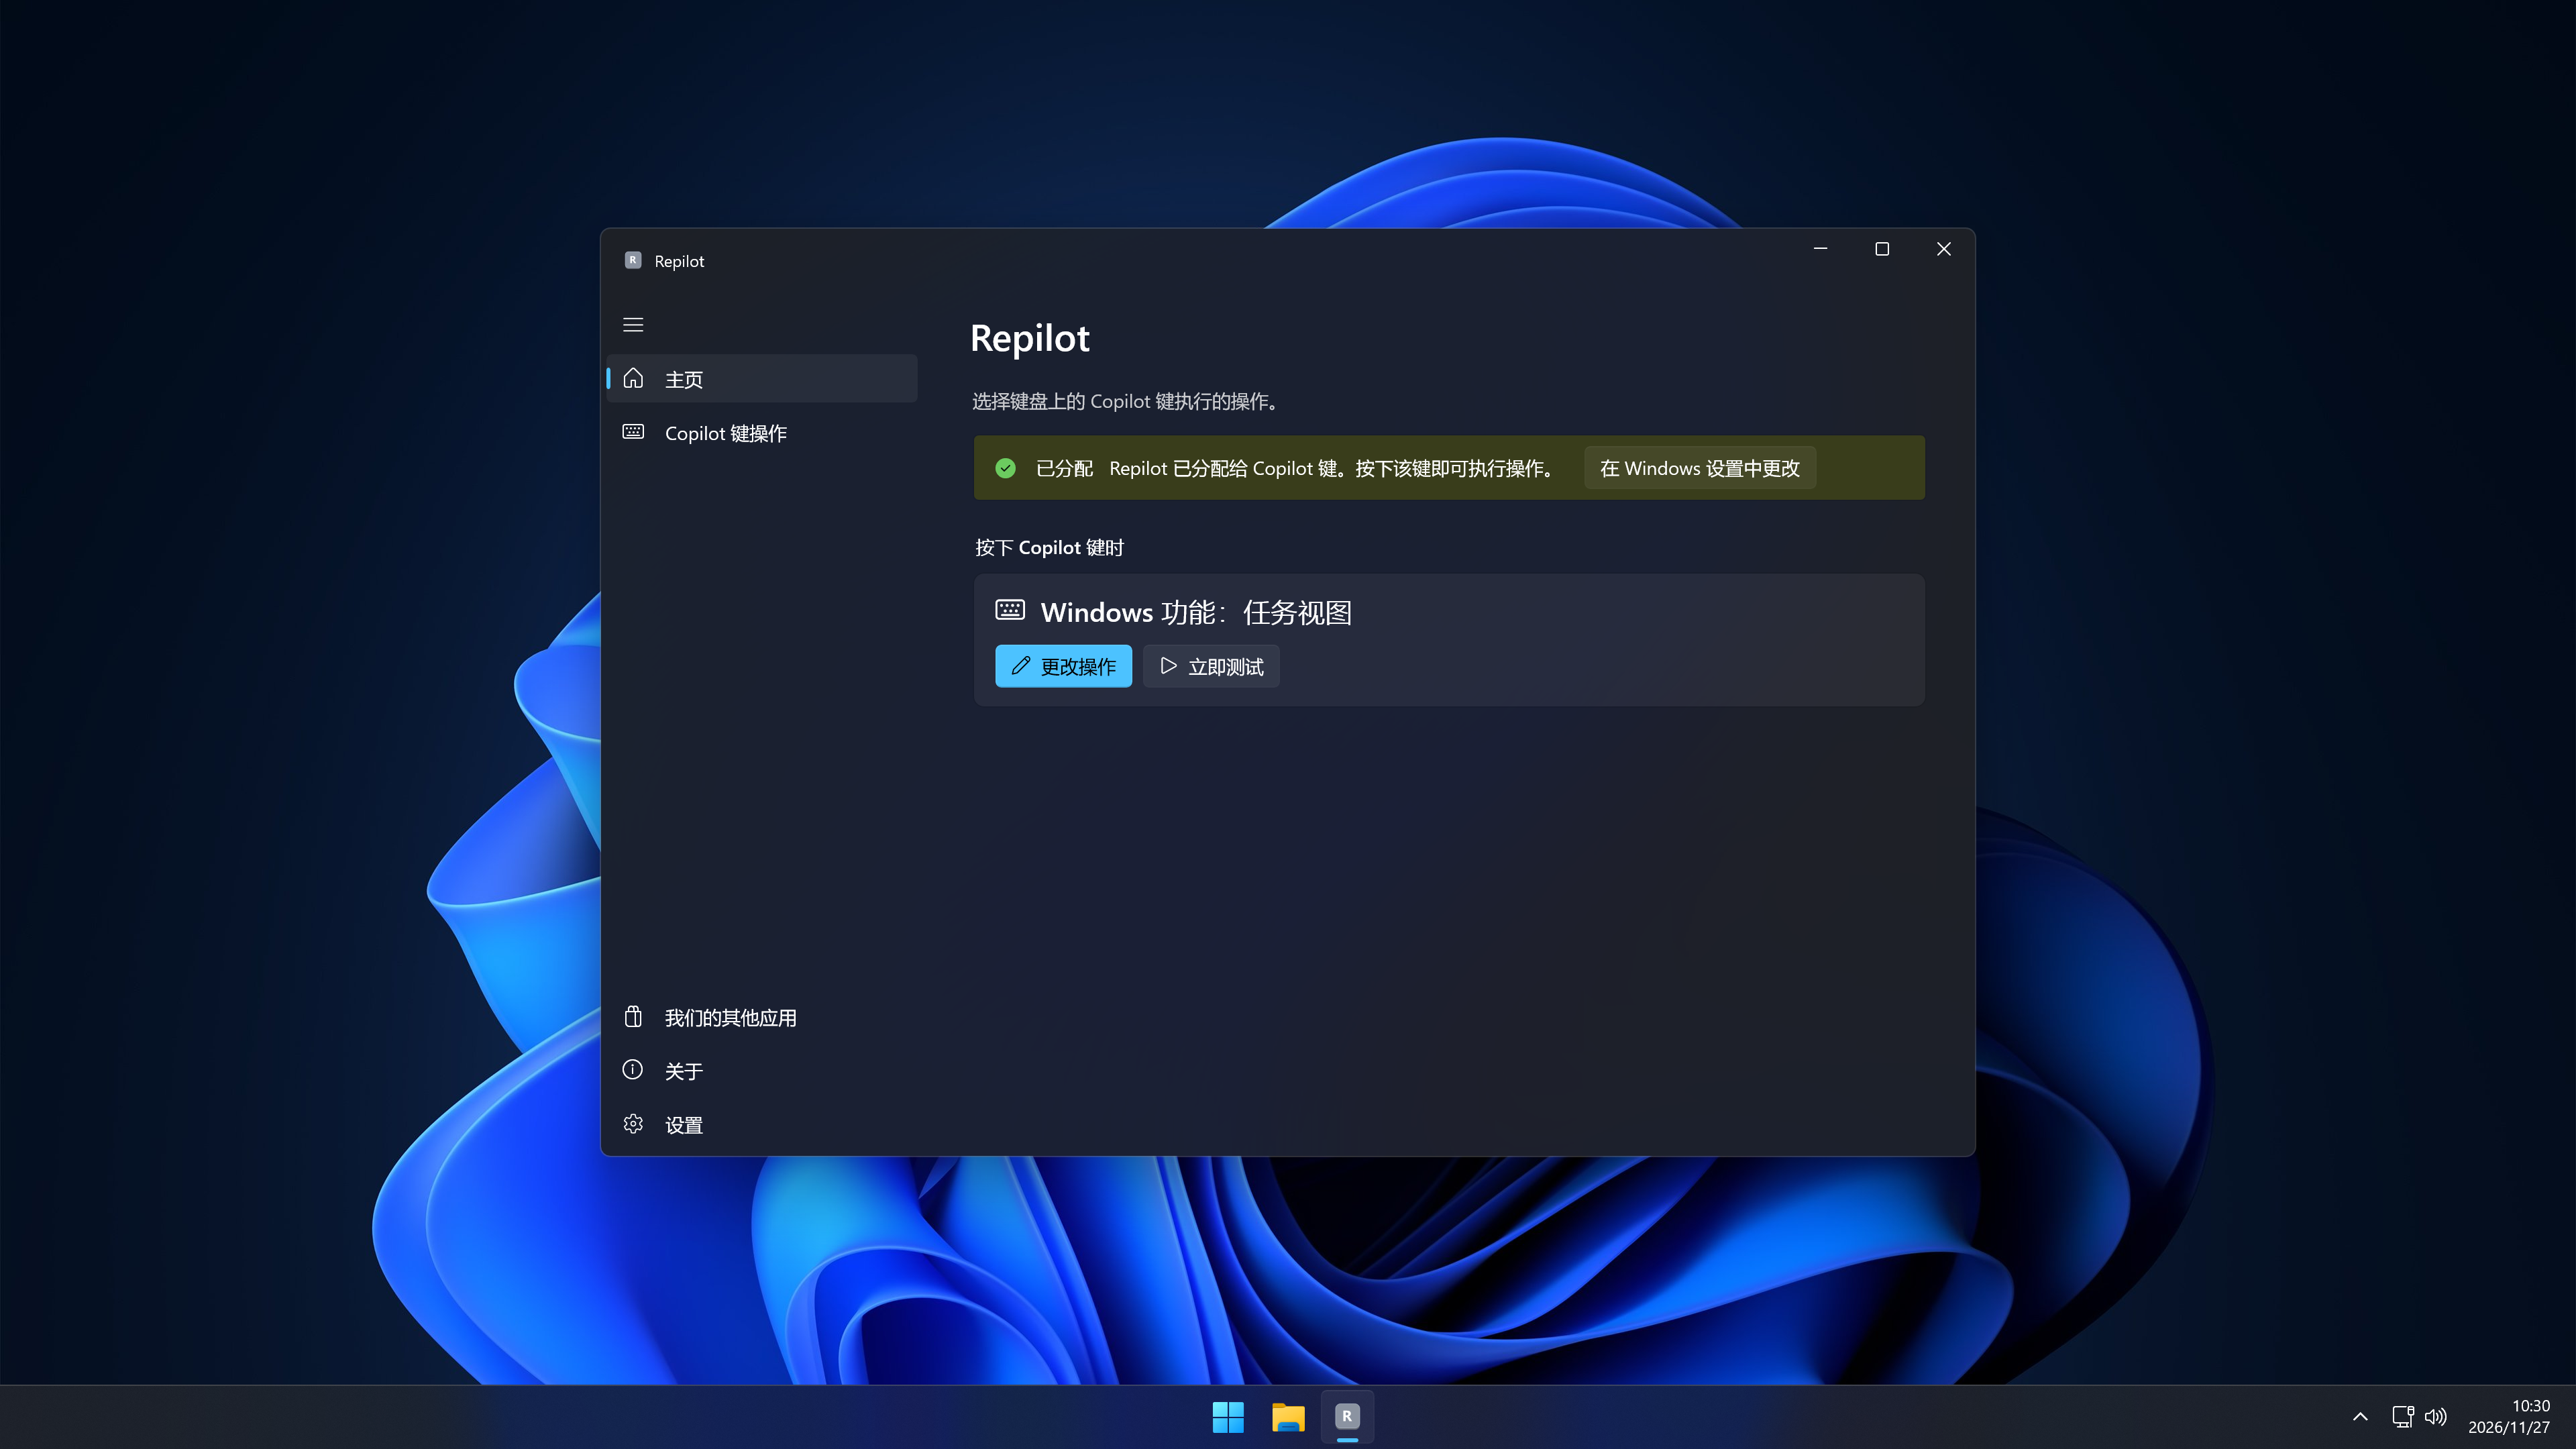 Repilot
Repilot
主页
选择键盘上的 Copilot 键执行的操作。
Copilot 键操作
已分配 Repilot 已分配给 Copilot 键。按下该键即可执行操作。 在 Windows 设置中更改
按下 Copilot 键时
Windows 功能：任务视图
更改操作 立即测试
我们的其他应用
关于
设置
R
10:30
2026/11/27